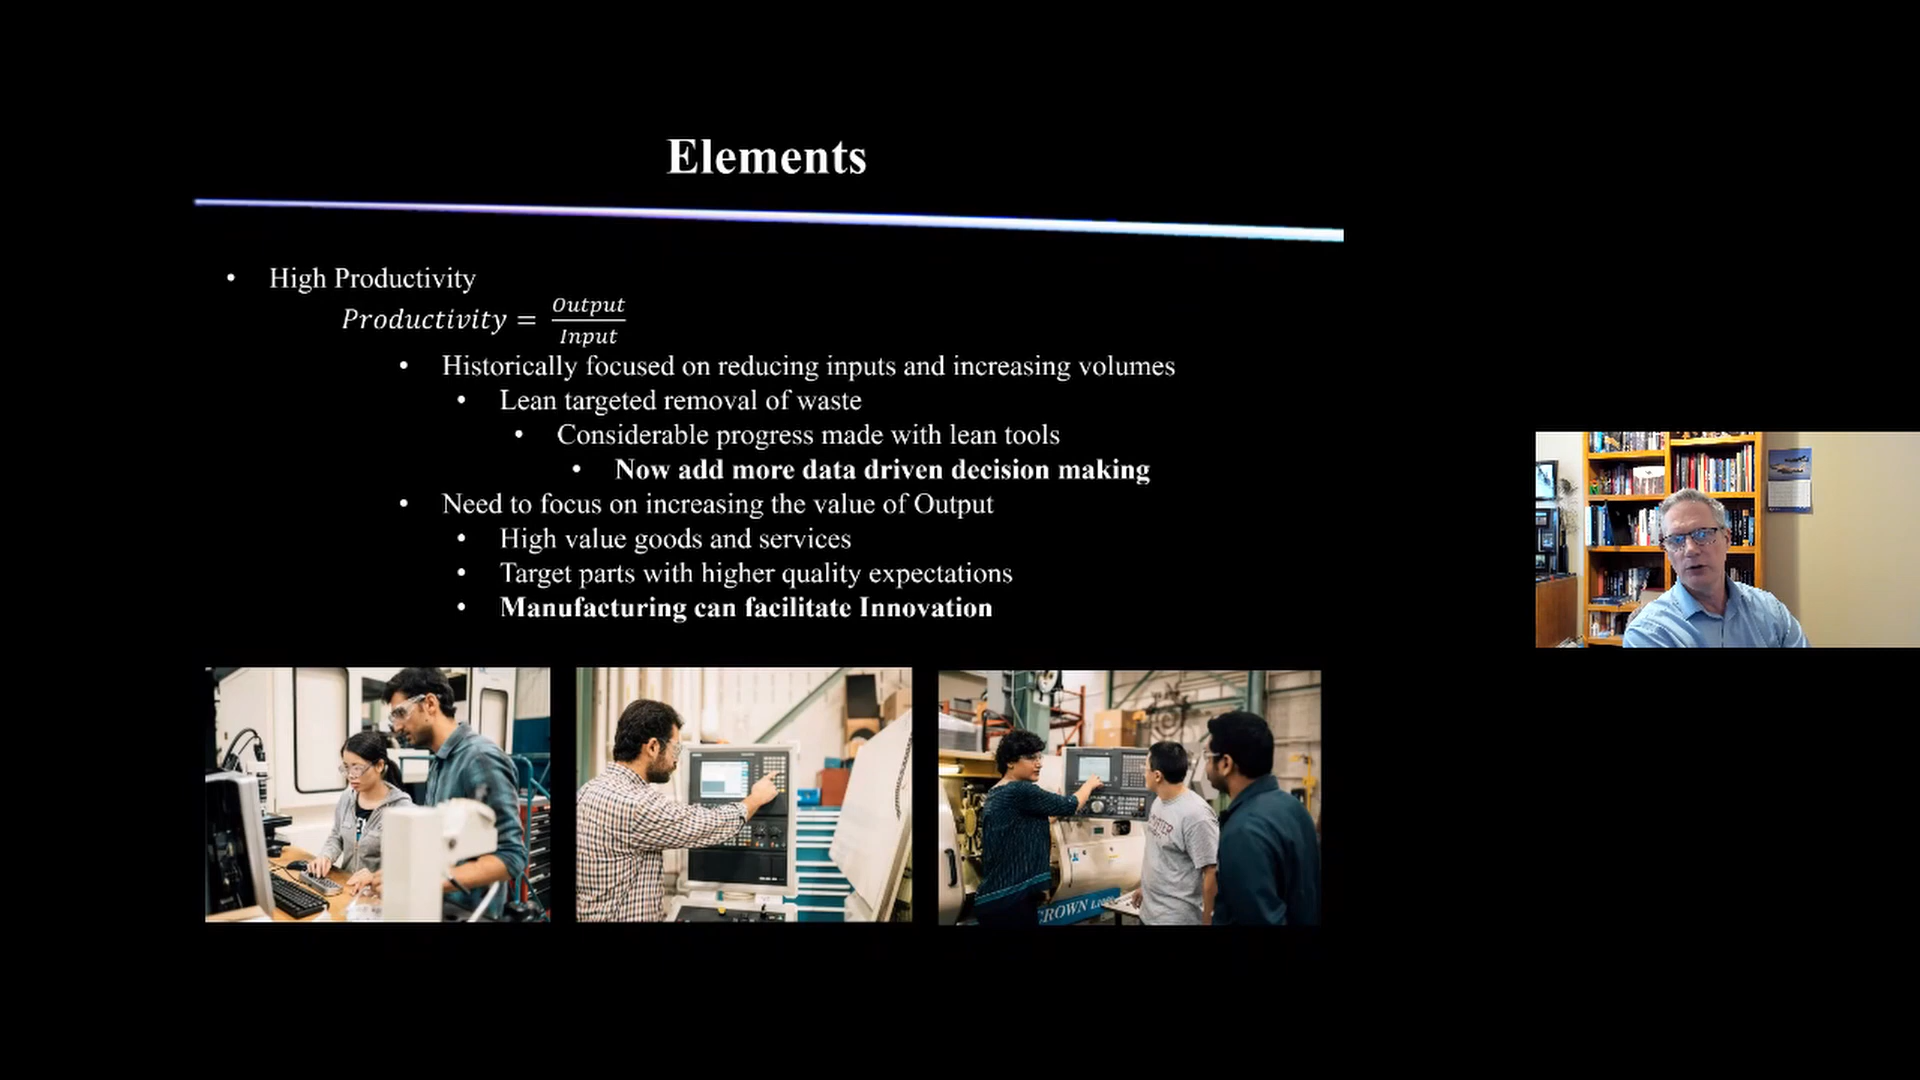 Elements
• High Productivity
Productivity = Output / Input
• Historically focused on reducing inputs and increasing volumes
• Lean targeted removal of waste
• Considerable progress made with lean tools
• Now add more data driven decision making
• Need to focus on increasing the value of Output
• High value goods and services
• Target parts with higher quality expectations
• Manufacturing can facilitate Innovation
CROWN